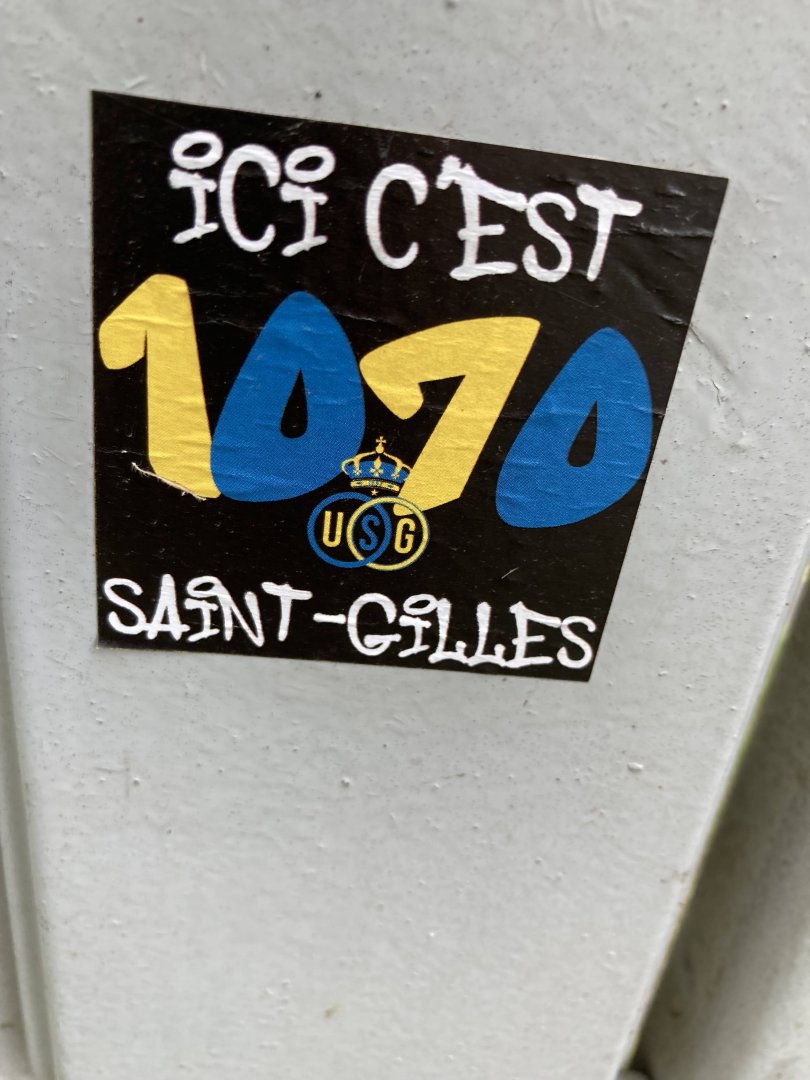 iCi C'EST
1070
USG
SAiNT-GiLLES